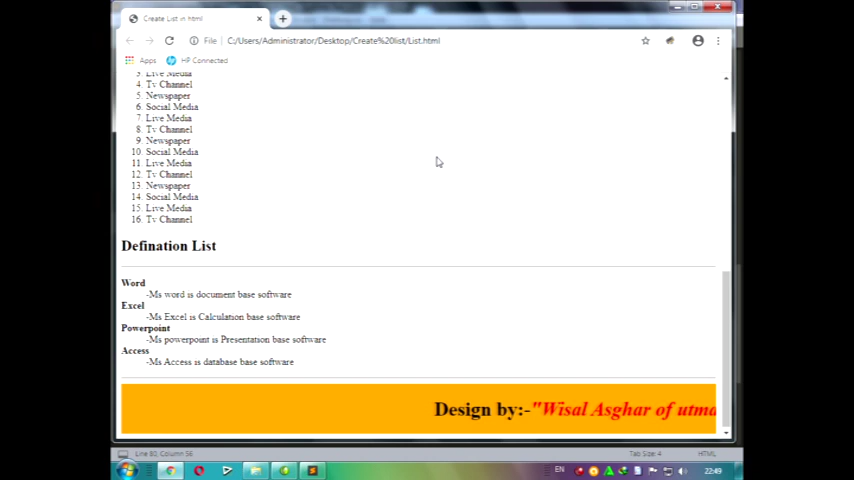 Create List in html
File C:/Users/Administrator/Desktop/Create%20list/List.html
Apps HP Connected
3. Live Media
4. Tv Channel
5. Newspaper
6. Social Media
7. Live Media
8. Tv Channel
9. Newspaper
10. Social Media
11. Live Media
12. Tv Channel
13. Newspaper
14. Social Media
15. Live Media
16. Tv Channel
Defination List
Word
-Ms word is document base software
Excel
-Ms Excel is Calculation base software
Powerpoint
-Ms powerpoint is Presentation base software
Access
-Ms Access is database base software
Design by:-"Wisal Asghar of utma
Line 80, Column 56 Tab Size: 4 HTML
EN 22:49